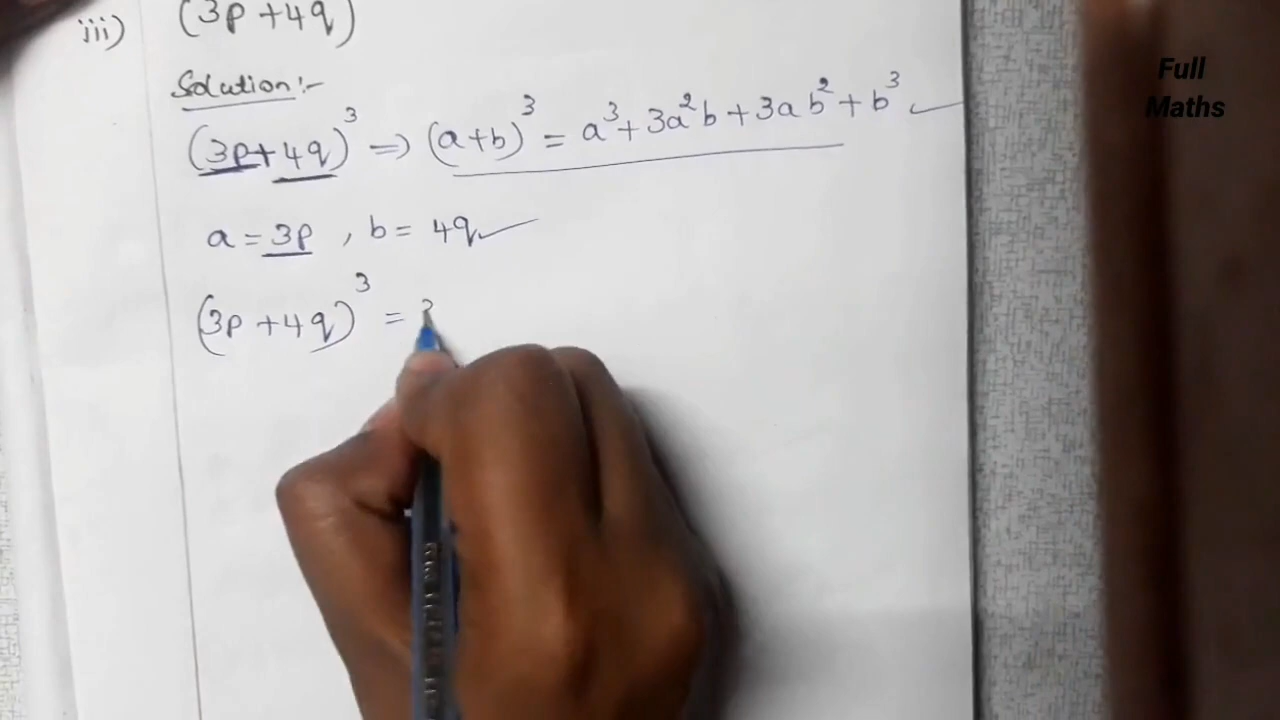 iii) (3p +4q)
Solution:-
(3p+4q)³ => (a+b)³ = a³+3a²b+3ab²+b³
a = 3p , b = 4q
(3p +4q)³ = 3
Full
Maths